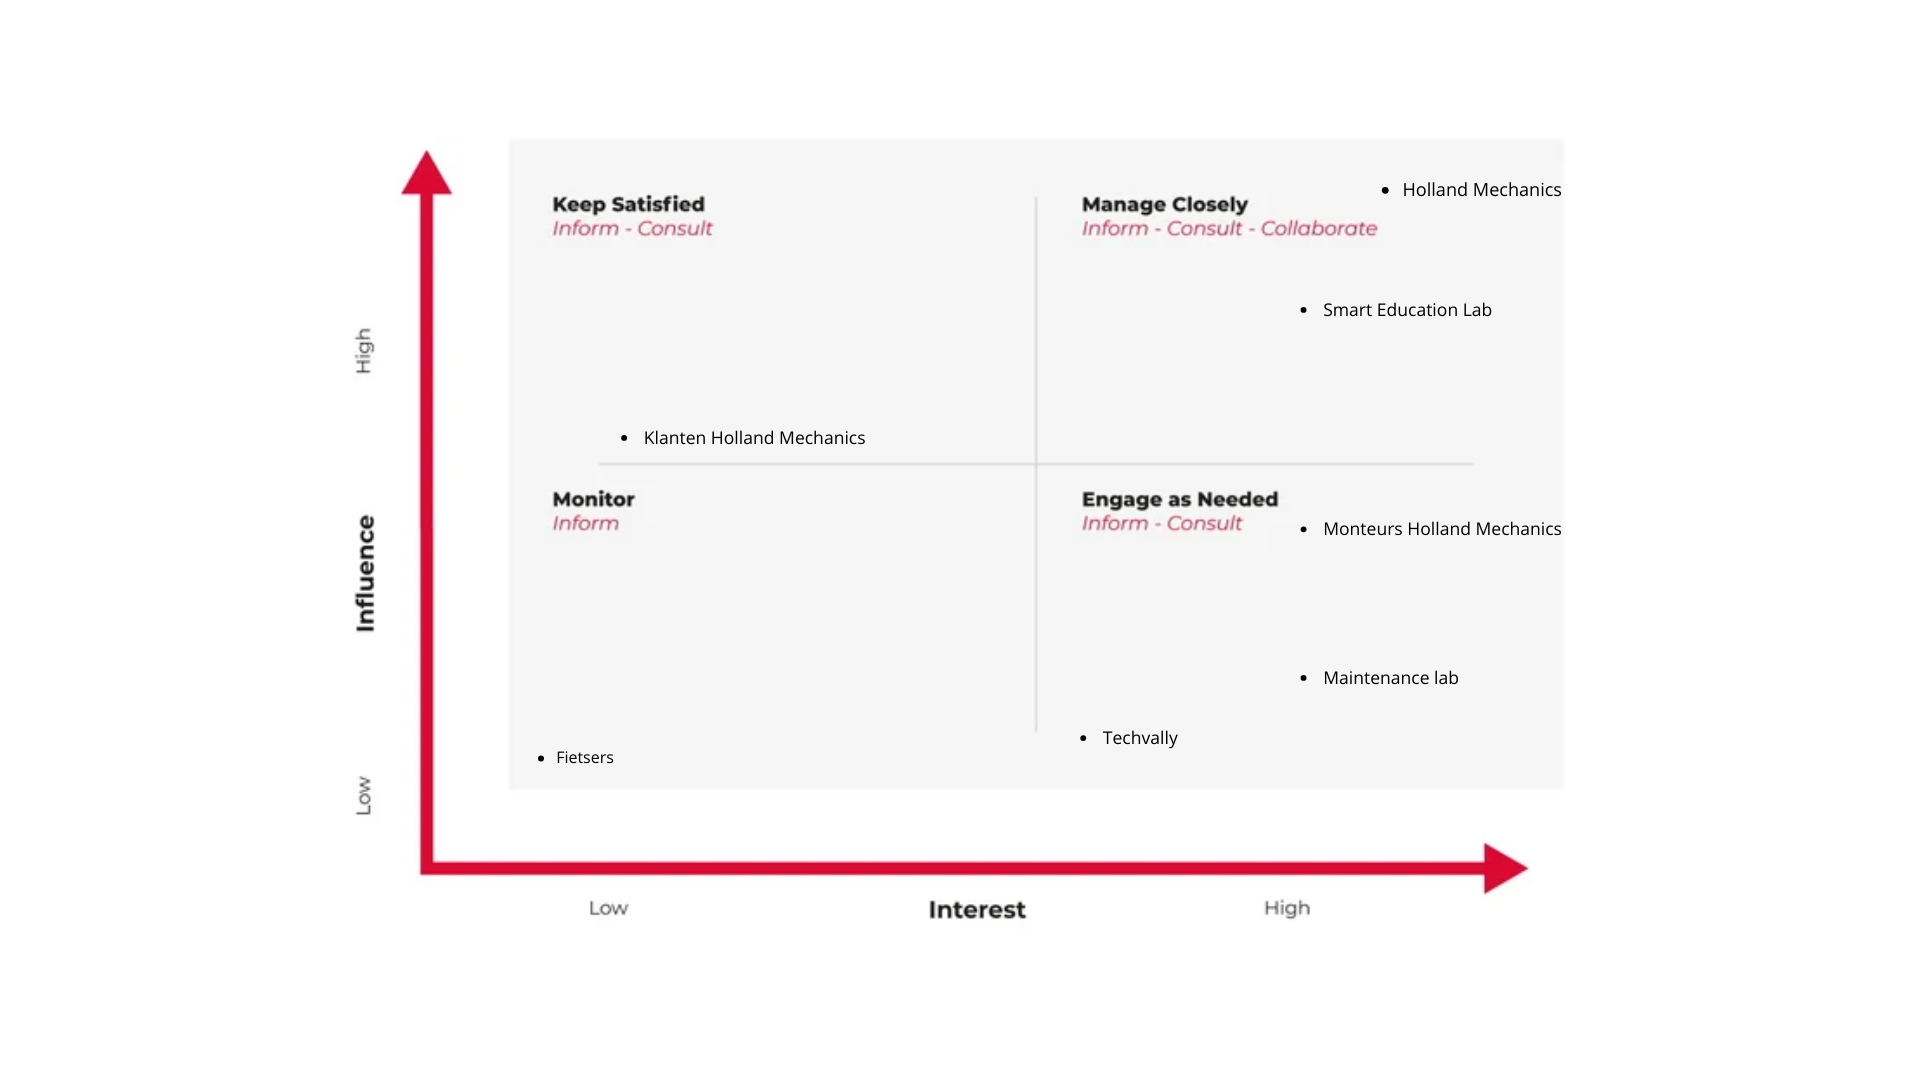 Keep Satisfied
Inform - Consult
Manage Closely
Inform - Consult - Collaborate
• Holland Mechanics
• Smart Education Lab
High
• Klanten Holland Mechanics
Monitor
Inform
Engage as Needed
Inform - Consult
• Monteurs Holland Mechanics
Influence
• Maintenance lab
• Techvally
• Fietsers
Low
Low
Interest
High